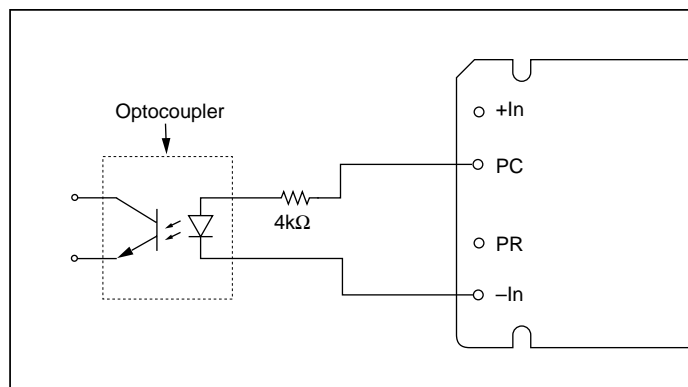 Optocoupler
4kΩ
+In
PC
PR
–In